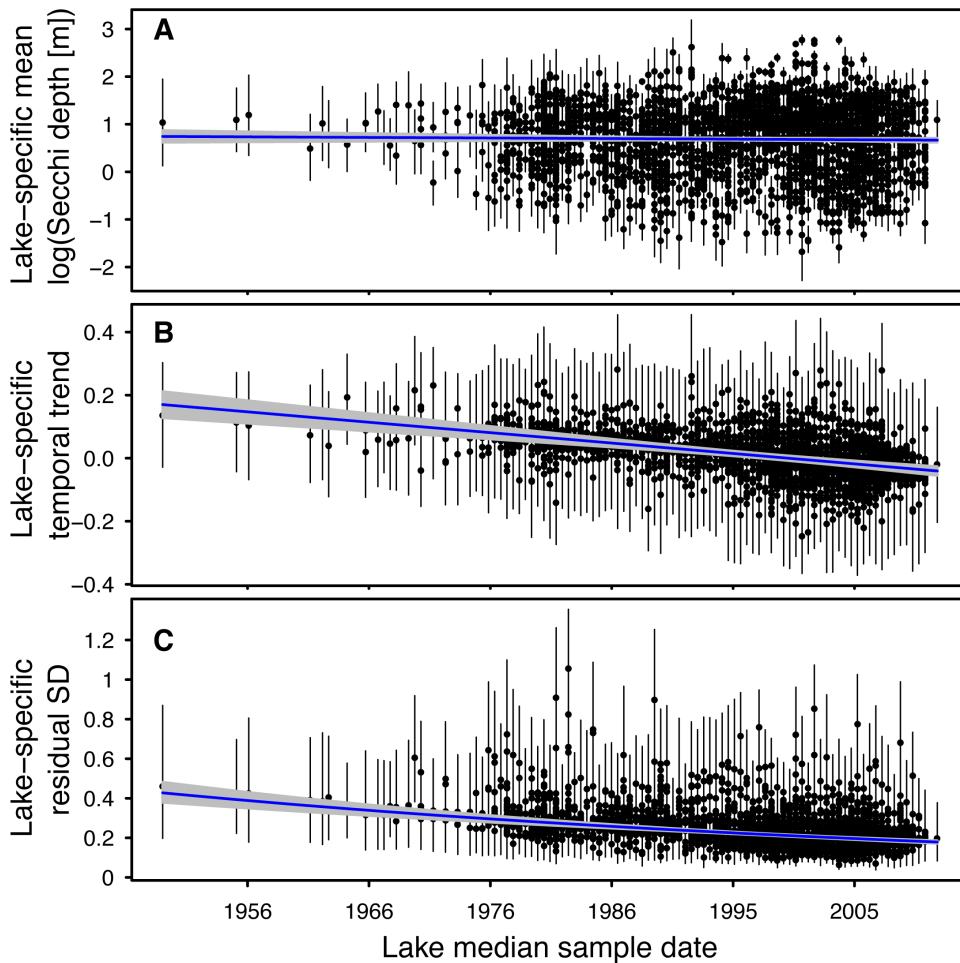 A
Lake-specific mean
log(Secchi depth [m])
3
2
1
0
−1
−2
B
Lake-specific
temporal trend
0.4
0.2
0.0
−0.2
−0.4
C
Lake-specific
residual SD
1.2
1
0.8
0.6
0.4
0.2
0
1956 1966 1976 1986 1995 2005
Lake median sample date